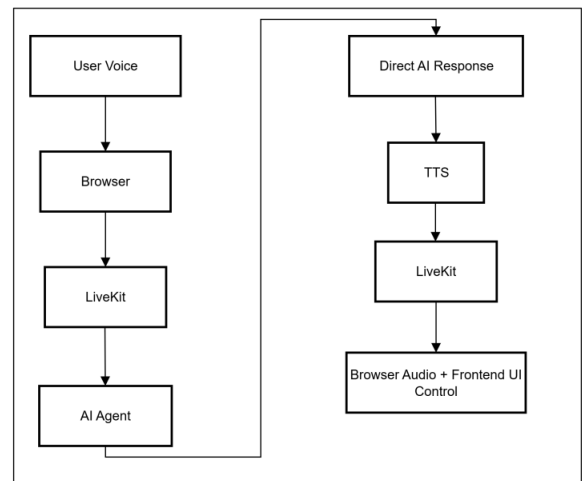 User Voice
Browser
LiveKit
AI Agent
Direct AI Response
TTS
LiveKit
Browser Audio + Frontend UI
Control